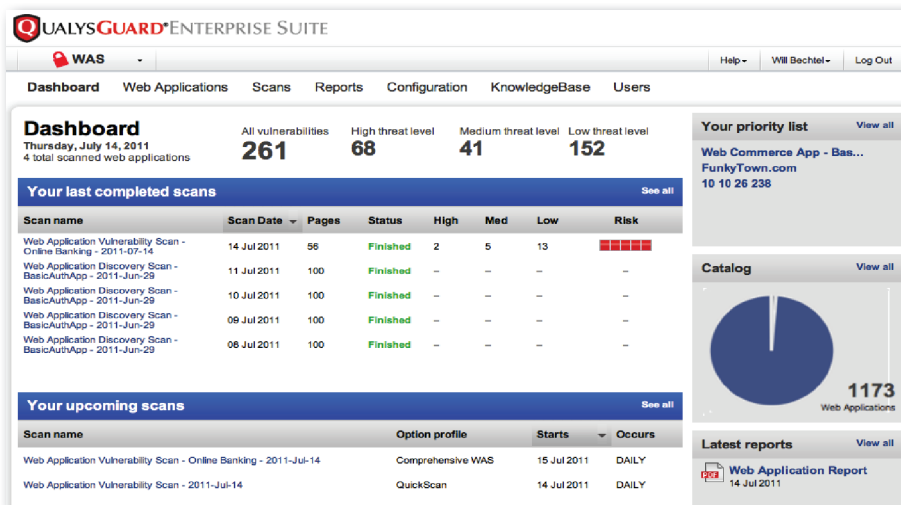 QUALYSGUARD® ENTERPRISE SUITE
WAS
Help Will Bechtel Log Out
Dashboard Web Applications Scans Reports Configuration KnowledgeBase Users
Dashboard
Thursday, July 14, 2011
4 total scanned web applications
All vulnerabilities High threat level Medium threat level Low threat level
261 68 41 152
Your last completed scans See all
Scan name Scan Date Pages Status High Med Low Risk
Web Application Vulnerability Scan -
Online Banking - 2011-07-14
14 Jul 2011 56 Finished 2 5 13
Web Application Discovery Scan -
BasicAuthApp - 2011-Jun-29
11 Jul 2011 100 Finished – – – –
Web Application Discovery Scan -
BasicAuthApp - 2011-Jun-29
10 Jul 2011 100 Finished – – – –
Web Application Discovery Scan -
BasicAuthApp - 2011-Jun-29
09 Jul 2011 100 Finished – – – –
Web Application Discovery Scan -
BasicAuthApp - 2011-Jun-29
08 Jul 2011 100 Finished – – – –
Your upcoming scans See all
Scan name Option profile Starts Occurs
Web Application Vulnerability Scan - Online Banking - 2011-Jul-14 Comprehensive WAS 15 Jul 2011 DAILY
Web Application Vulnerability Scan - 2011-Jul-14 QuickScan 14 Jul 2011 DAILY
Your priority list View all
Web Commerce App - Bas...
FunkyTown.com
10 10 26 238
Catalog View all
1173
Web Applications
Latest reports View all
PDF Web Application Report
14 Jul 2011